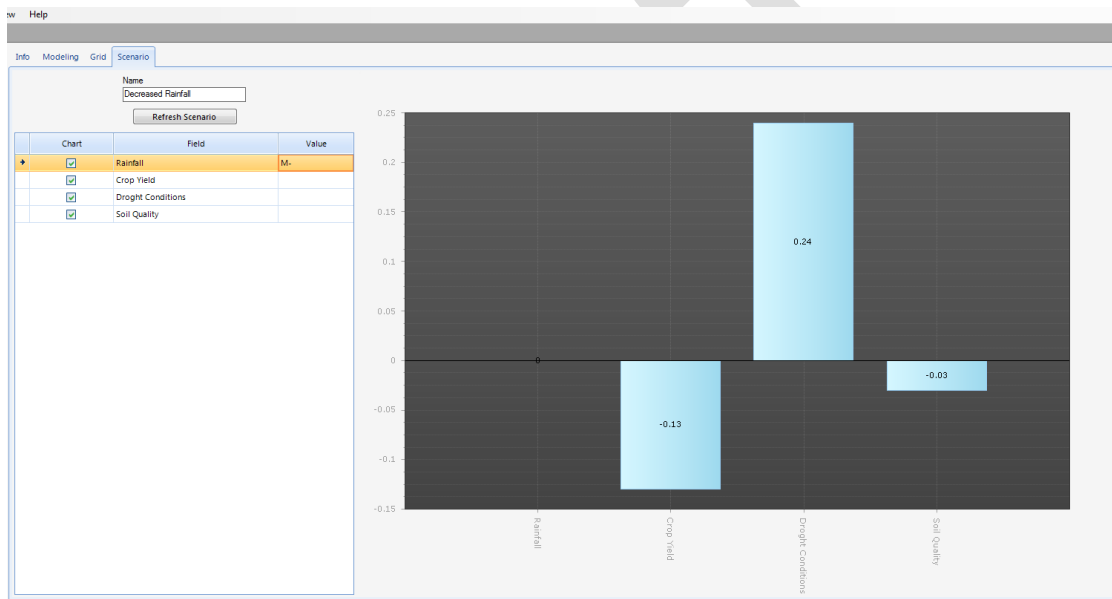 ew Help
Info Modeling Grid Scenario
Name
Decreased Rainfall
Refresh Scenario
Chart Field Value
Rainfall M-
Crop Yield
Droght Conditions
Soil Quality
0.25
0.2
0.15
0.1
0.05
0
-0.05
-0.1
-0.15
0
-0.13
0.24
-0.03
Rainfall
Crop Yield
Droght Conditions
Soil Quality